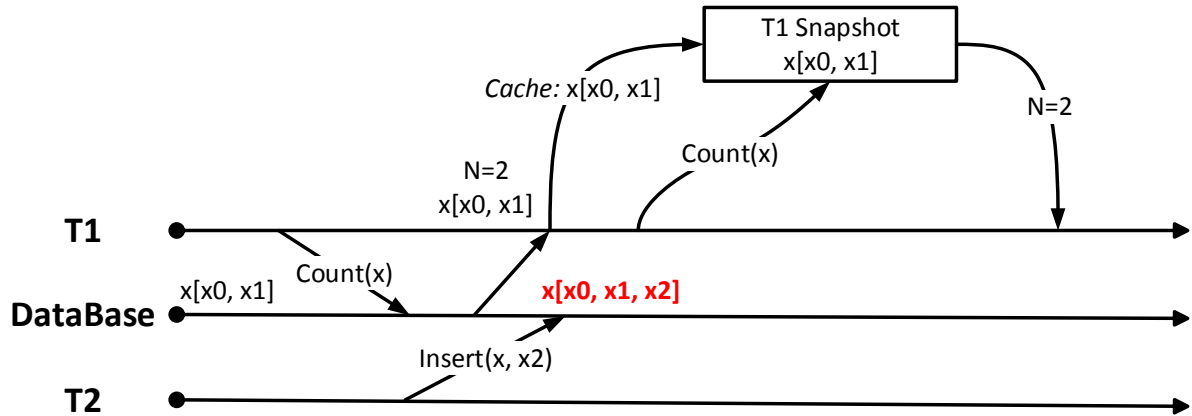 T1 Snapshot
x[x0, x1]
Cache: x[x0, x1]
N=2
Count(x)
N=2
x[x0, x1]
T1
Count(x)
x[x0, x1]
x[x0, x1, x2]
DataBase
Insert(x, x2)
T2